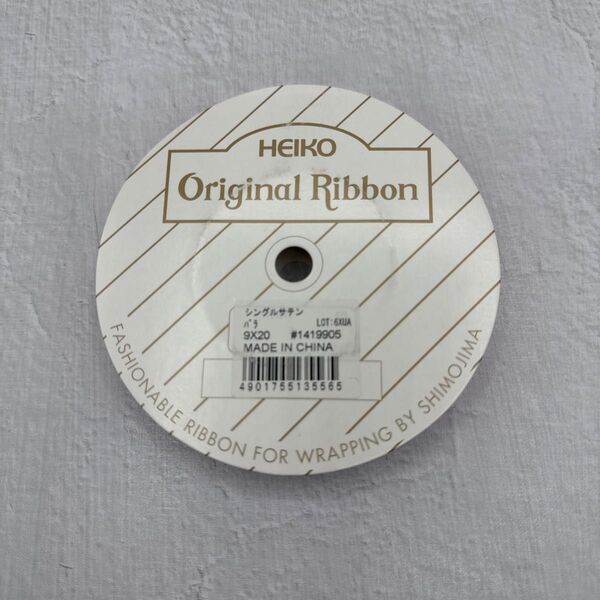 HEIKO
Original Ribbon
シングルサテン
バラ LOT:6XUA
9X20 #1419905
MADE IN CHINA
4901755135565
FASHIONABLE RIBBON FOR WRAPPING BY SHIMOJIMA